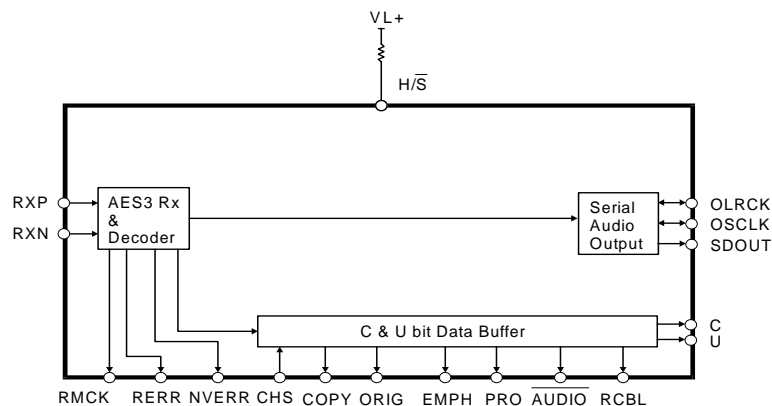 VL+
H/S̅
RXP
RXN
AES3 Rx
&
Decoder
Serial
Audio
Output
OLRCK
OSCLK
SDOUT
C & U bit Data Buffer
C
U
RMCK
RERR
NVERR
CHS
COPY
ORIG
EMPH
PRO
A̅U̅D̅I̅O̅
RCBL